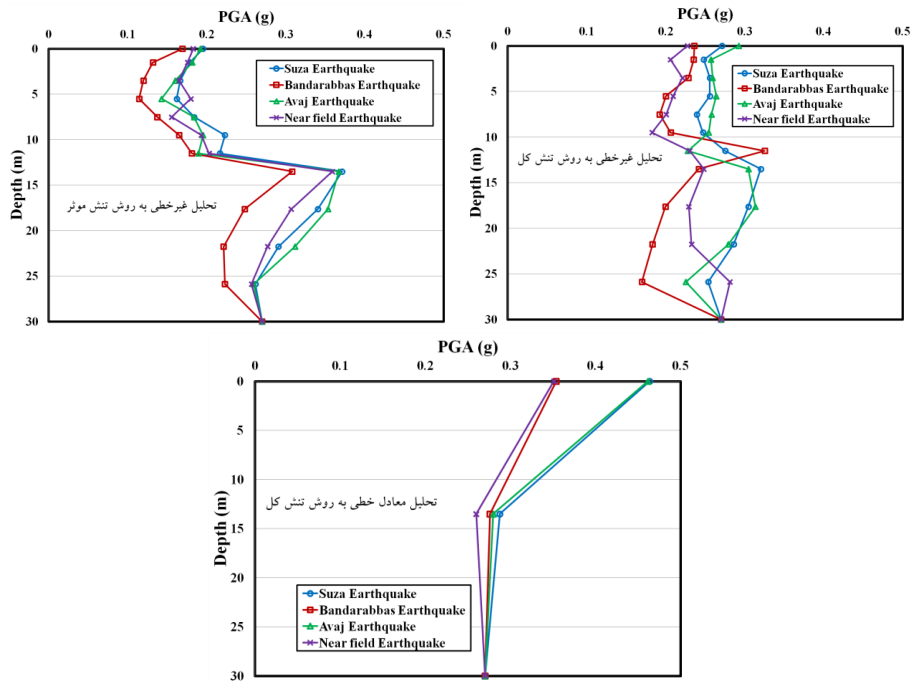 PGA (g)
0 0.1 0.2 0.3 0.4 0.5
0
5
10
15
20
25
30
Depth (m)
Suza Earthquake
Bandarabbas Earthquake
Avaj Earthquake
Near field Earthquake
تحلیل غیرخطی به روش تنش موثر
PGA (g)
0 0.1 0.2 0.3 0.4 0.5
0
5
10
15
20
25
30
Depth (m)
Suza Earthquake
Bandarabbas Earthquake
Avaj Earthquake
Near field Earthquake
تحلیل غیرخطی به روش تنش کل
PGA (g)
0 0.1 0.2 0.3 0.4 0.5
0
5
10
15
20
25
30
Depth (m)
تحلیل معادل خطی به روش تنش کل
Suza Earthquake
Bandarabbas Earthquake
Avaj Earthquake
Near field Earthquake